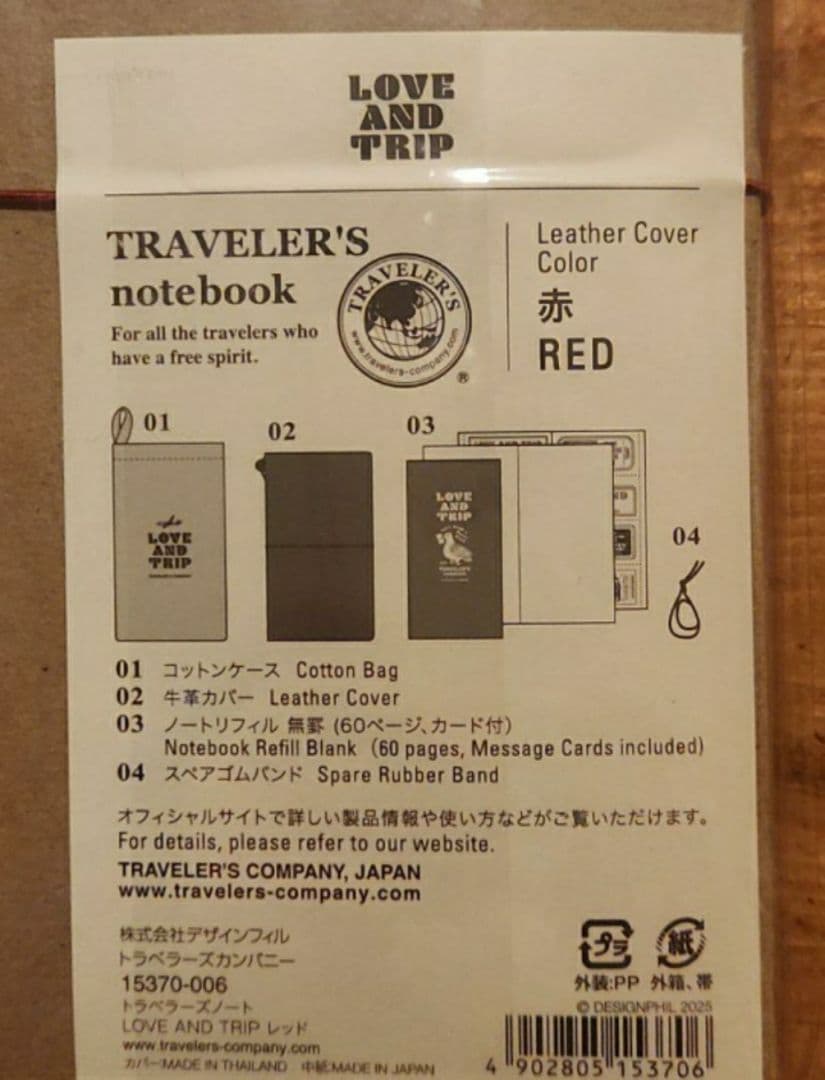 LOVE
AND
TRIP
TRAVELER'S
notebook
For all the travelers who
have a free spirit.
TRAVELER'S
www.travelers-company.com
®
Leather Cover
Color
赤
RED
01
02
03
04
LOVE
AND
TRIP
LOVE
AND
TRIP
01 コットンケース Cotton Bag
02 牛革カバー Leather Cover
03 ノートリフィル 無罫 (60ページ、カード付)
Notebook Refill Blank (60 pages, Message Cards included)
04 スペアゴムバンド Spare Rubber Band
オフィシャルサイトで詳しい製品情報や使い方などがご覧いただけます。
For details, please refer to our website.
TRAVELER'S COMPANY, JAPAN
www.travelers-company.com
株式会社デザインフィル
トラベラーズカンパニー
15370-006
トラベラーズノート
LOVE AND TRIP レッド
www.travelers-company.com
カバー:MADE IN THAILAND 中紙:MADE IN JAPAN
プラ 紙
外装:PP 外箱、帯
© DESIGNPHIL 2025
4 902805 153706